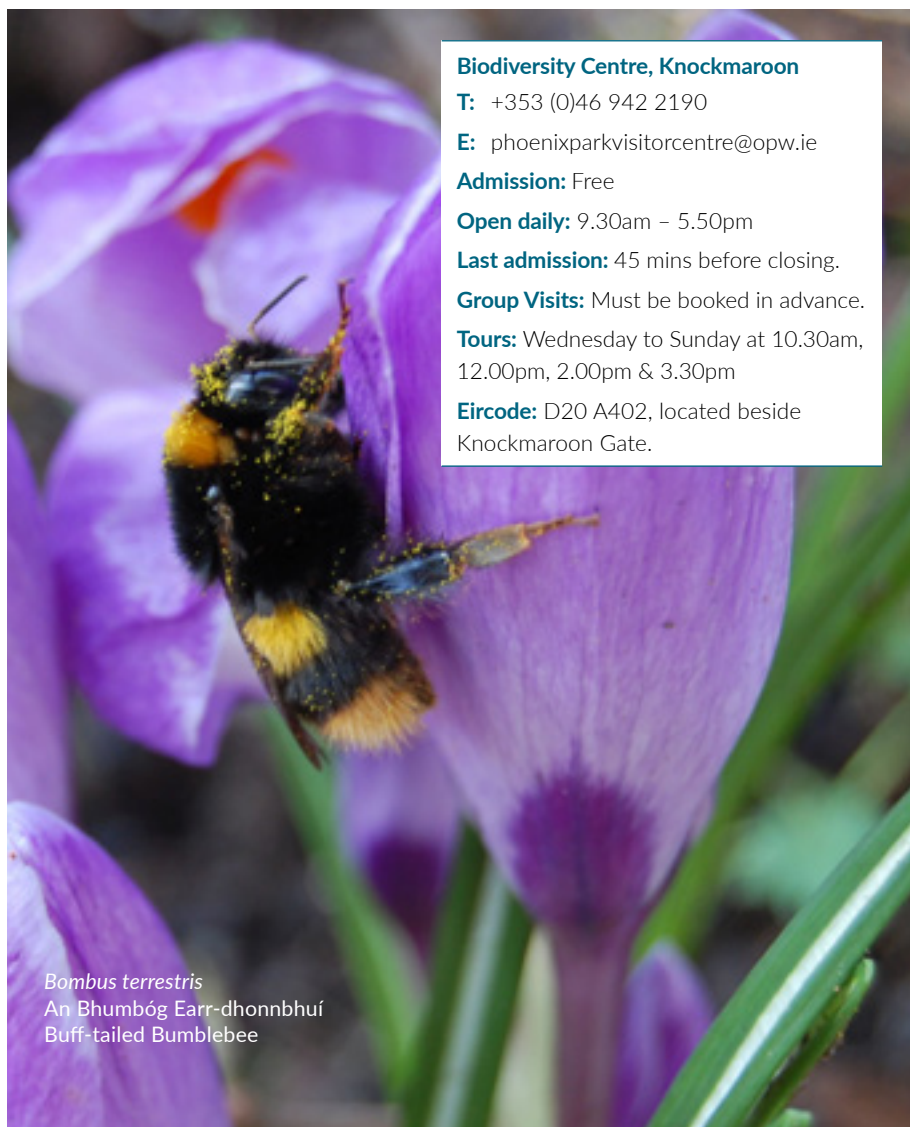 Biodiversity Centre, Knockmaroon
T: +353 (0)46 942 2190
E: phoenixparkvisitorcentre@opw.ie
Admission: Free
Open daily: 9.30am – 5.50pm
Last admission: 45 mins before closing.
Group Visits: Must be booked in advance.
Tours: Wednesday to Sunday at 10.30am,
12.00pm, 2.00pm & 3.30pm
Eircode: D20 A402, located beside
Knockmaroon Gate.
Bombus terrestris
An Bhumbóg Earr-dhonnbhuí
Buff-tailed Bumblebee